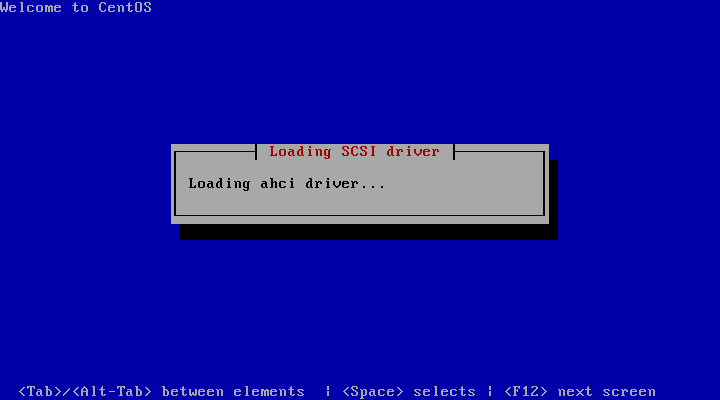 Welcome to CentOS
Loading SCSI driver
Loading ahci driver...
<Tab>/<Alt-Tab> between elements | <Space> selects | <F12> next screen